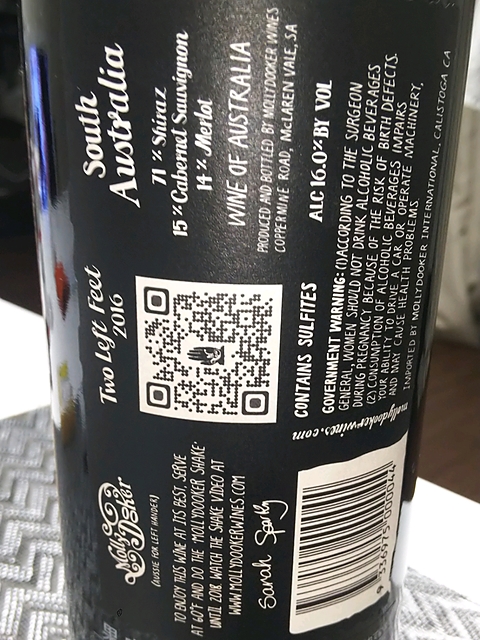 Molly
Dooker
(AUSSIE FOR LEFT HANDER)
TO ENJOY THIS WINE AT ITS BEST, SERVE
AT 60°F AND DO THE MOLLYDOOKER SHAKE
UNTIL 2018. WATCH THE SHAKE VIDEO AT
WWW.MOLLYDOOKERWINES.COM
Sarah
Two Left Feet
2016
CONTAINS SULFITES
GOVERNMENT WARNING: (1) ACCORDING TO THE SURGEON
GENERAL, WOMEN SHOULD NOT DRINK ALCOHOLIC BEVERAGES
DURING PREGNANCY BECAUSE OF THE RISK OF BIRTH DEFECTS.
(2) CONSUMPTION OF ALCOHOLIC BEVERAGES IMPAIRS
YOUR ABILITY TO DRIVE A CAR OR OPERATE MACHINERY,
AND MAY CAUSE HEALTH PROBLEMS
IMPORTED BY MOLLYDOOKER INTERNATIONAL, CALISTOGA CA
mollydookerwines.com
South
Australia
71% Shiraz
15% Cabernet Sauvignon
14% Merlot
WINE OF AUSTRALIA
PRODUCED AND BOTTLED BY MOLLYDOOKER WINES
COPPERMINE ROAD, McLAREN VALE, SA
ALC 16.0% BY VOL